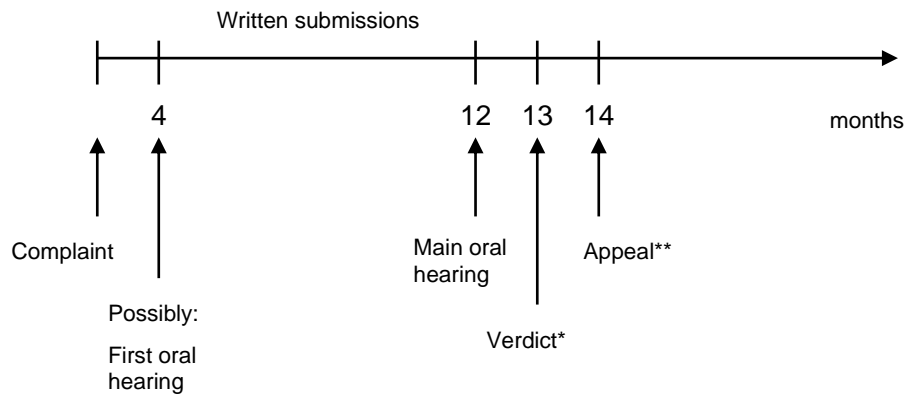 Written submissions
4
12
13
14
months
Complaint
Possibly:
First oral
hearing
Main oral
hearing
Verdict*
Appeal**